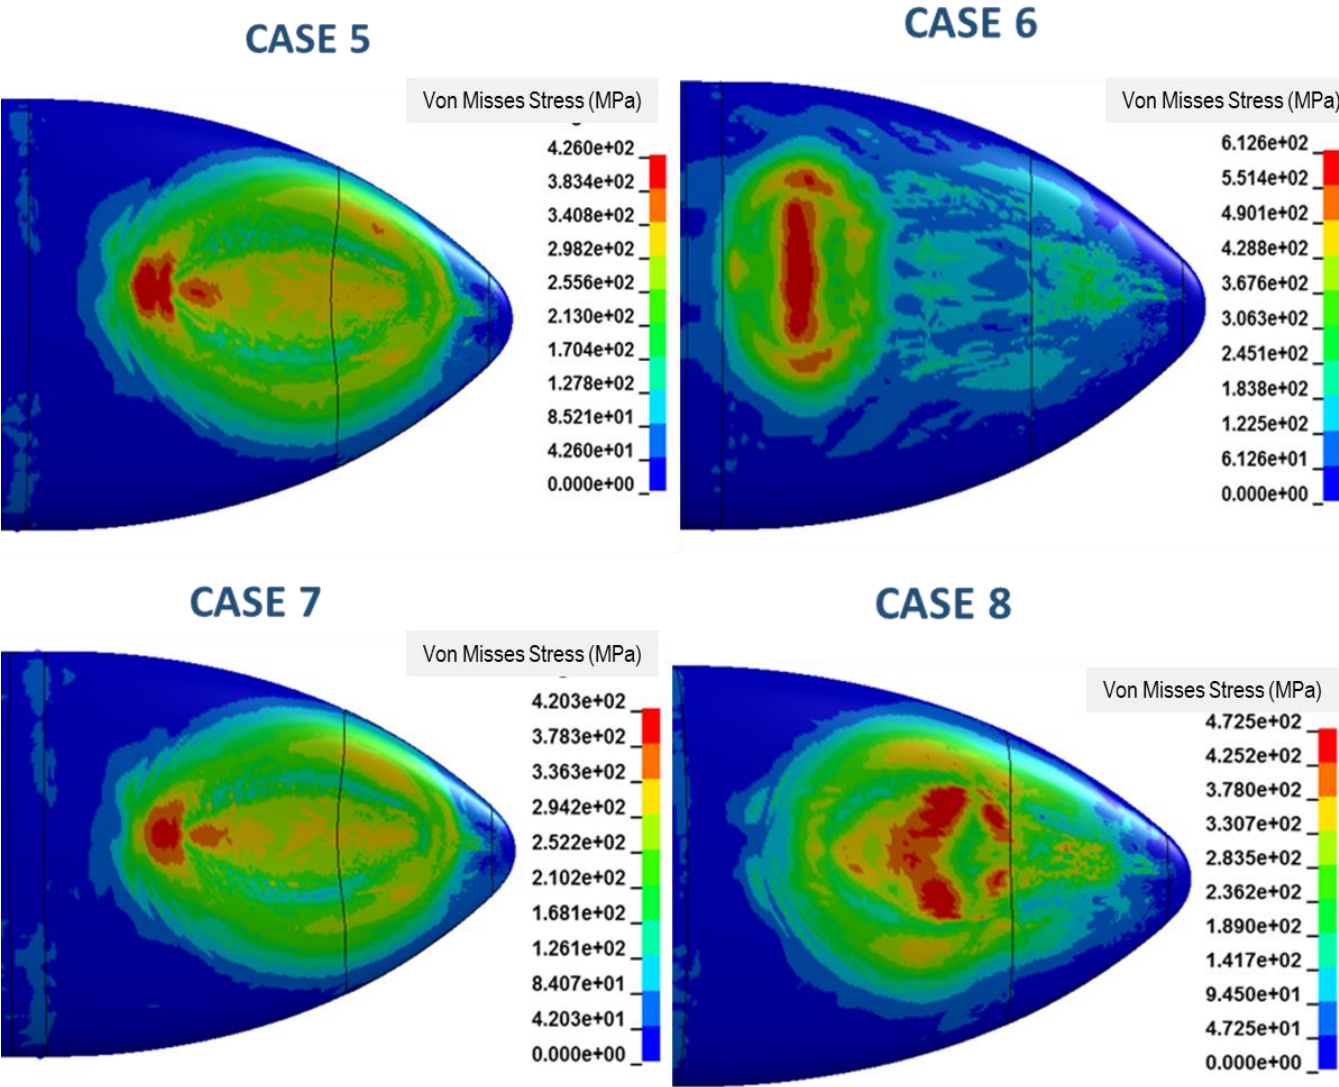 CASE 5
Von Misses Stress (MPa)
4.260e+02
3.834e+02
3.408e+02
2.982e+02
2.556e+02
2.130e+02
1.704e+02
1.278e+02
8.521e+01
4.260e+01
0.000e+00
CASE 6
Von Misses Stress (MPa)
6.126e+02
5.514e+02
4.901e+02
4.288e+02
3.676e+02
3.063e+02
2.451e+02
1.838e+02
1.225e+02
6.126e+01
0.000e+00
CASE 7
Von Misses Stress (MPa)
4.203e+02
3.783e+02
3.363e+02
2.942e+02
2.522e+02
2.102e+02
1.681e+02
1.261e+02
8.407e+01
4.203e+01
0.000e+00
CASE 8
Von Misses Stress (MPa)
4.725e+02
4.252e+02
3.780e+02
3.307e+02
2.835e+02
2.362e+02
1.890e+02
1.417e+02
9.450e+01
4.725e+01
0.000e+00